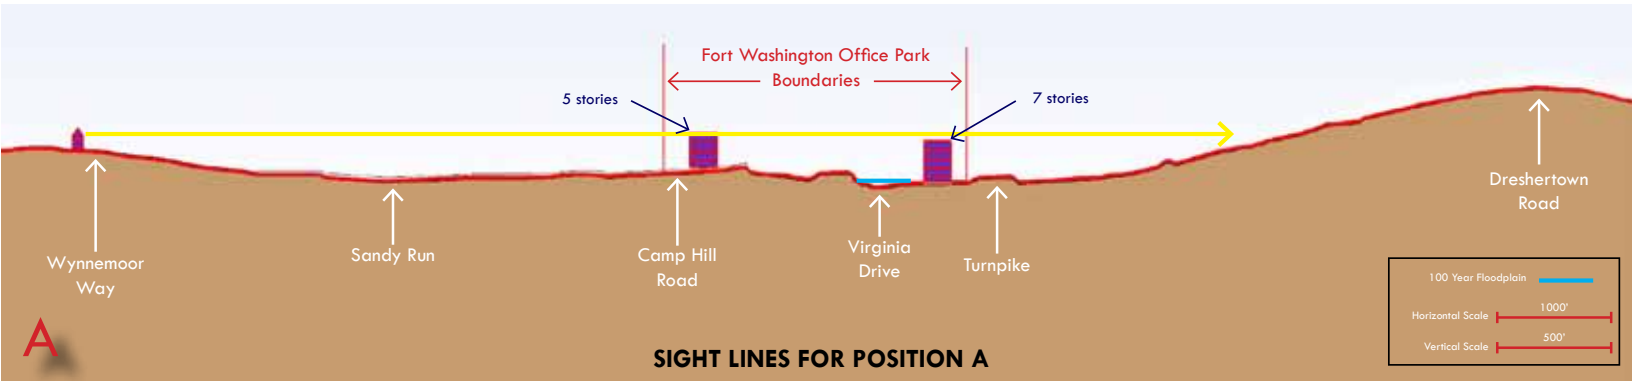 Fort Washington Office Park
Boundaries
5 stories
7 stories
Dreshertown
Road
Wynnemoor
Way
Sandy Run
Camp Hill
Road
Virginia
Drive
Turnpike
100 Year Floodplain
Horizontal Scale
1000'
Vertical Scale
500'
A
SIGHT LINES FOR POSITION A